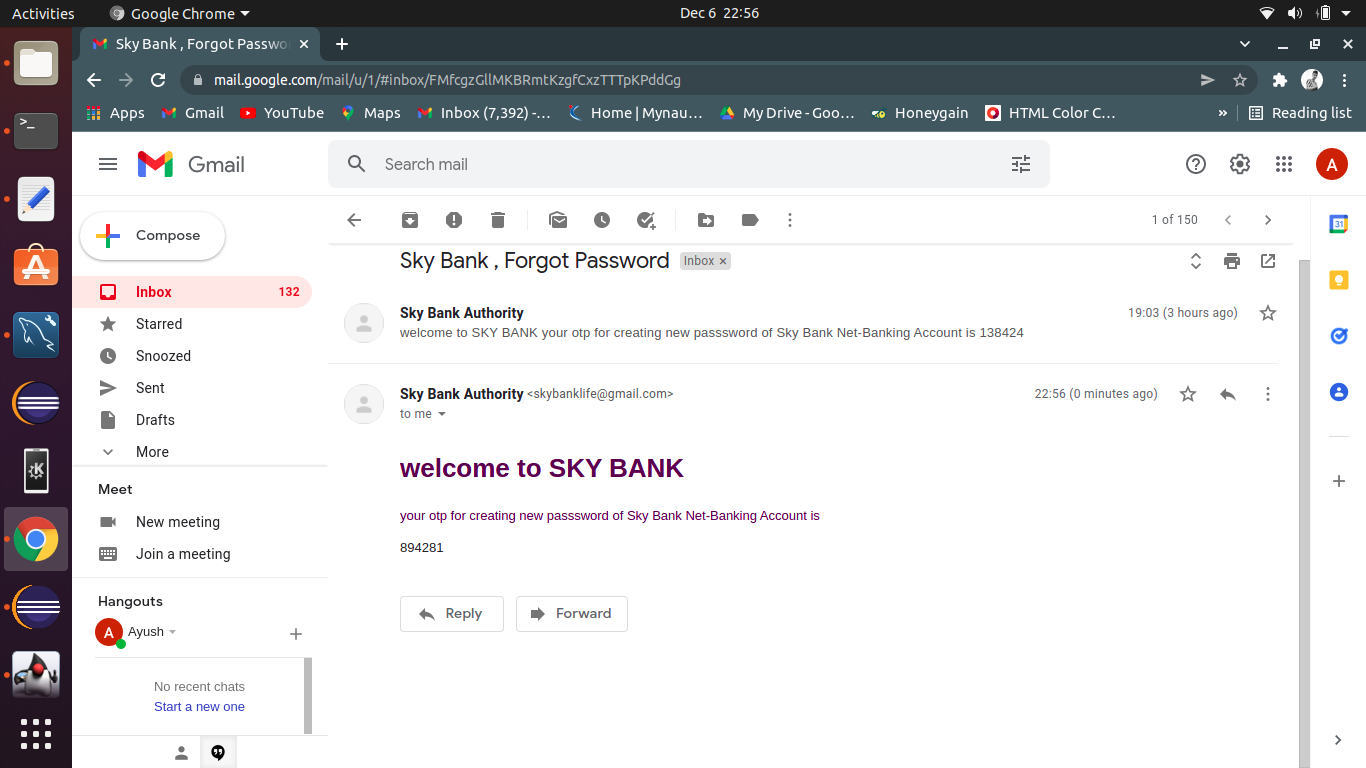 Activities Google Chrome Dec 6 22:56
Sky Bank , Forgot Passwo
mail.google.com/mail/u/1/#inbox/FMfcgzGllMKBRmtKzgfCxzTTTpKPddGg
Apps Gmail YouTube Maps Inbox (7,392) -... Home | Mynau... My Drive - Goo... Honeygain HTML Color C... » Reading list
Gmail Search mail A
Compose 1 of 150
Sky Bank , Forgot Password Inbox ×
Inbox 132
Starred
Snoozed
Sent
Drafts
More
Meet
New meeting
Join a meeting
Hangouts
A Ayush
No recent chats
Start a new one
Sky Bank Authority 19:03 (3 hours ago)
welcome to SKY BANK your otp for creating new passsword of Sky Bank Net-Banking Account is 138424
Sky Bank Authority <skybanklife@gmail.com> 22:56 (0 minutes ago)
to me
welcome to SKY BANK
your otp for creating new passsword of Sky Bank Net-Banking Account is
894281
Reply Forward
31